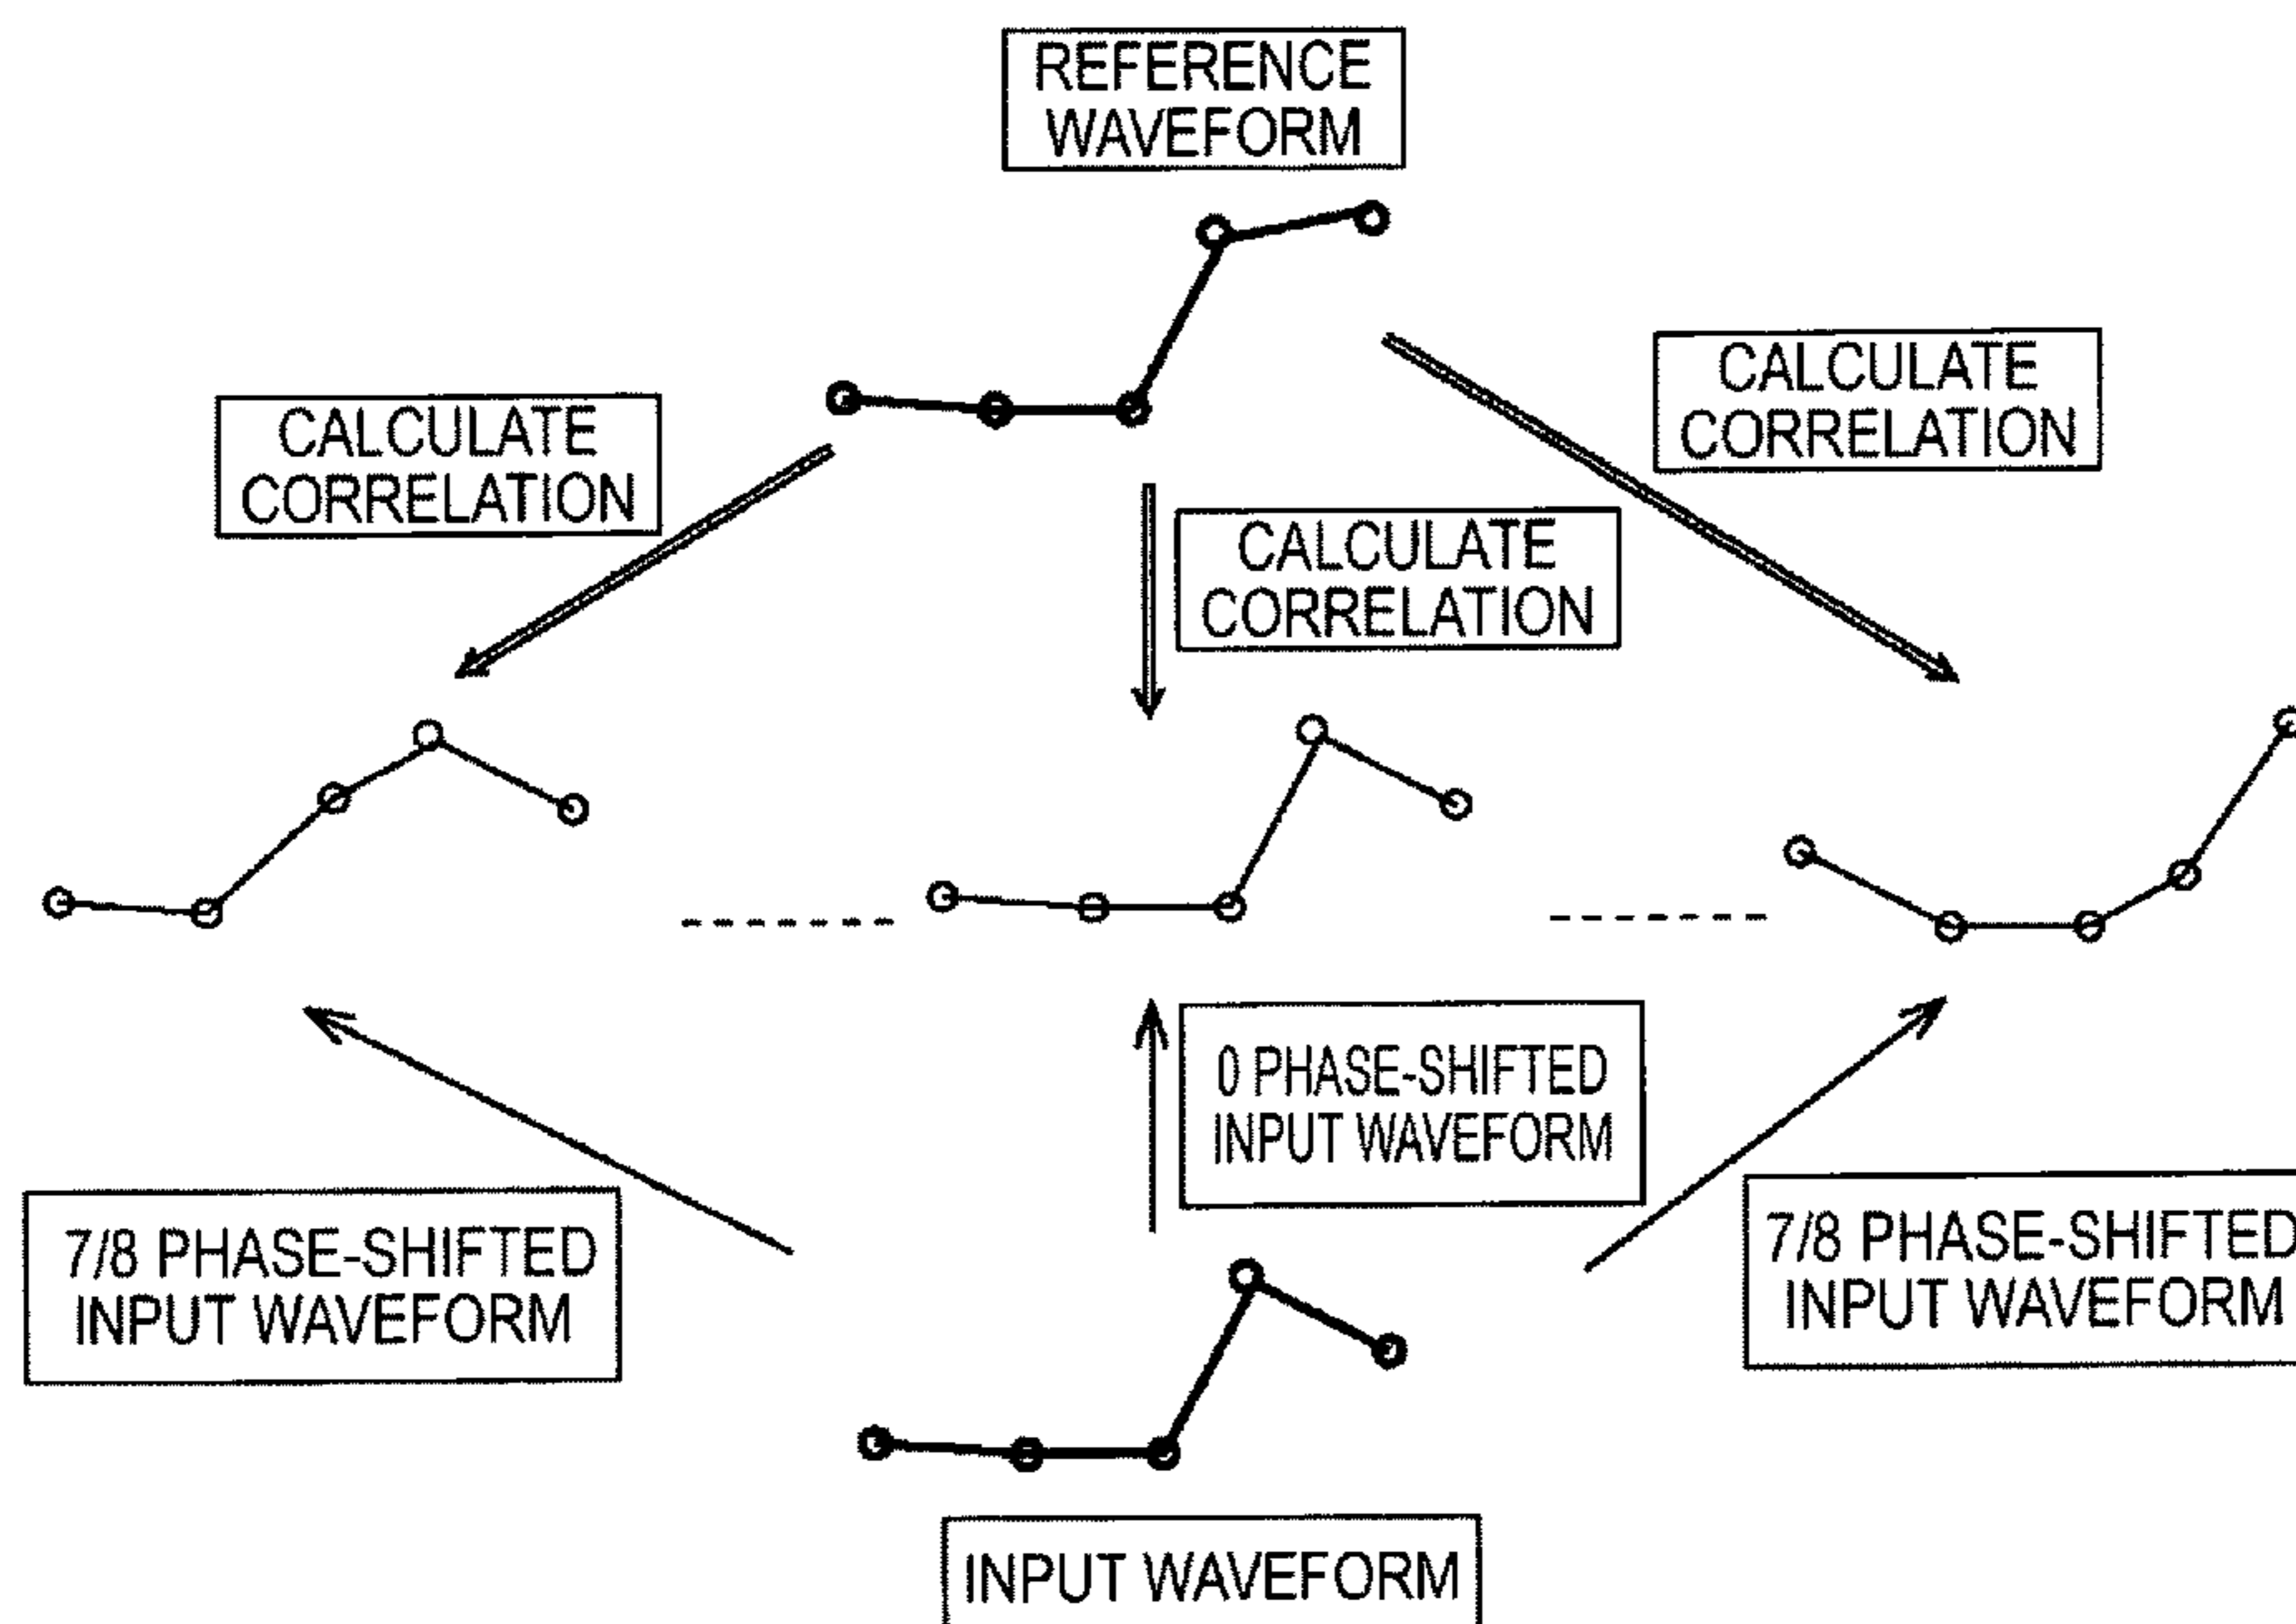 REFERENCE
WAVEFORM
CALCULATE
CORRELATION
CALCULATE
CORRELATION
CALCULATE
CORRELATION
0 PHASE-SHIFTED
INPUT WAVEFORM
7/8 PHASE-SHIFTED
INPUT WAVEFORM
7/8 PHASE-SHIFTED
INPUT WAVEFORM
INPUT WAVEFORM